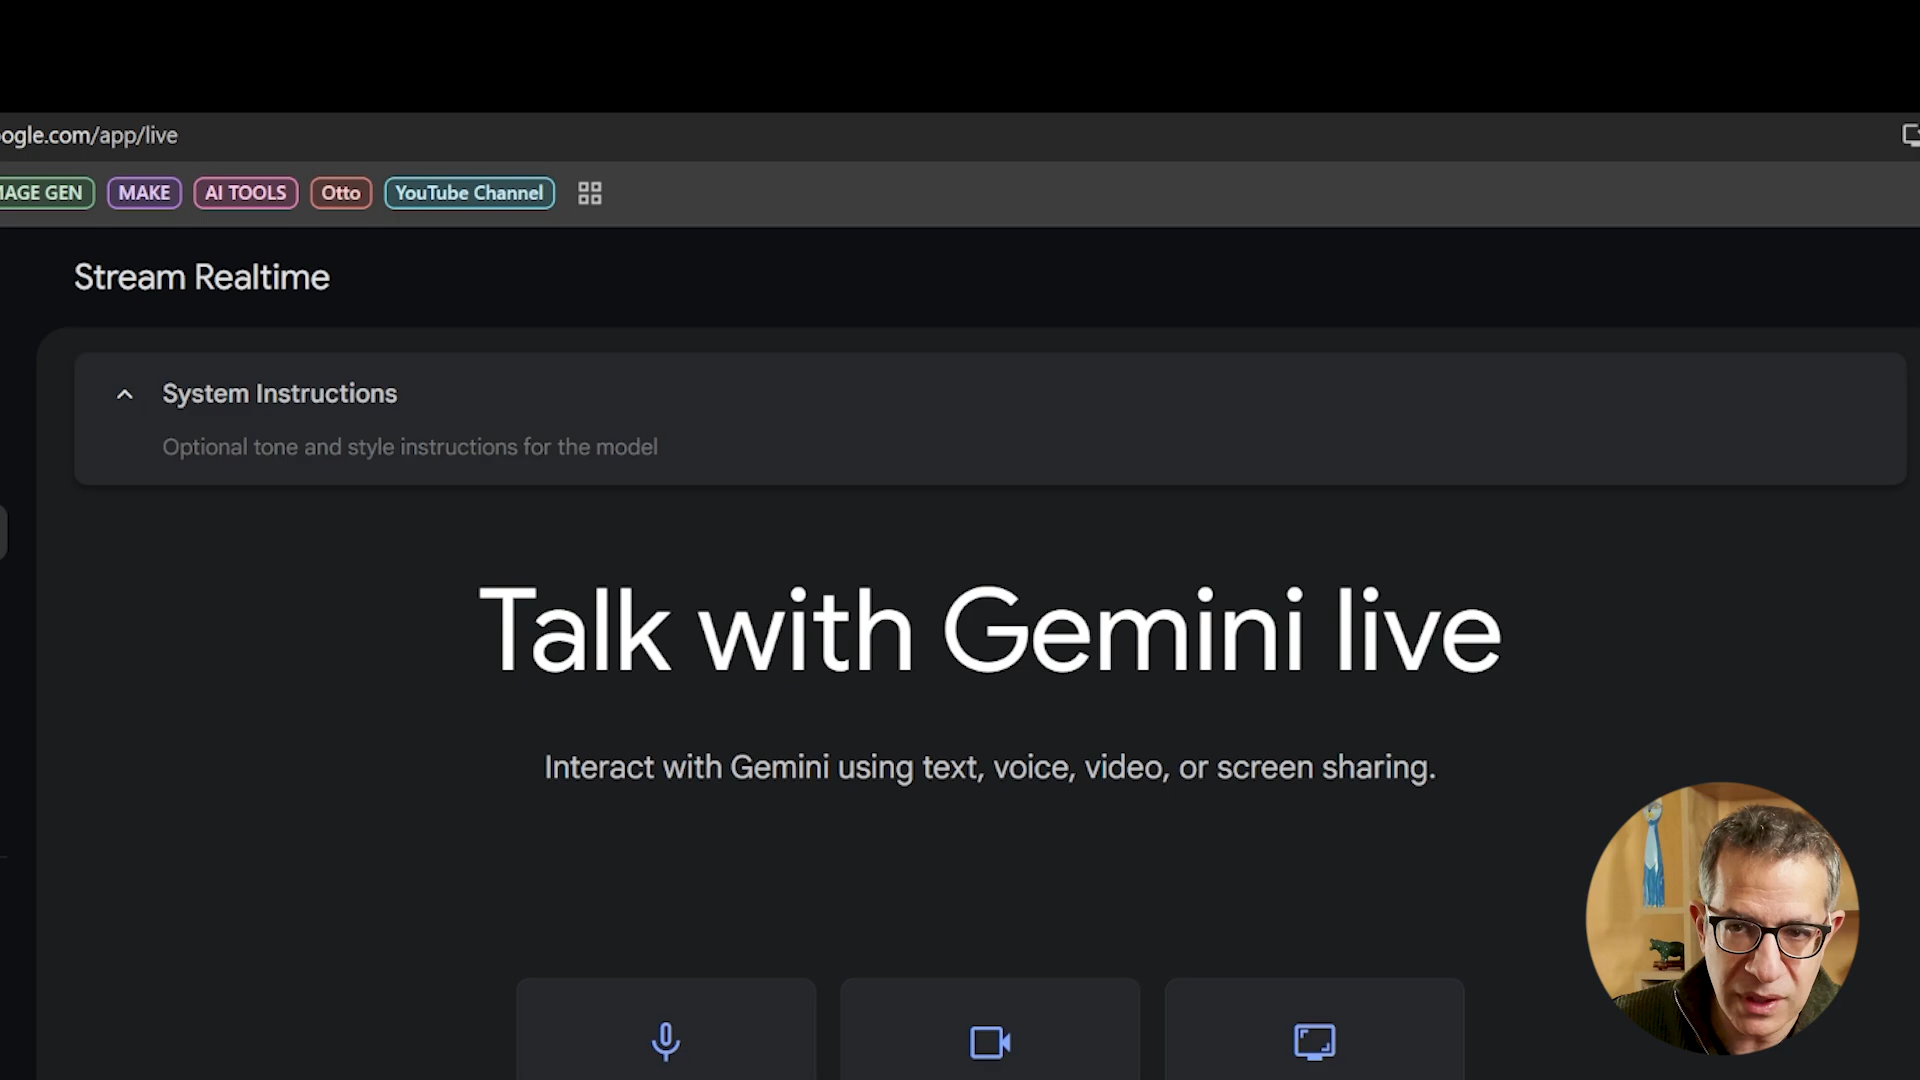 ogle.com/app/live
MAGE GEN
MAKE
AI TOOLS
Otto
YouTube Channel
Stream Realtime
System Instructions
Optional tone and style instructions for the model
Talk with Gemini live
Interact with Gemini using text, voice, video, or screen sharing.